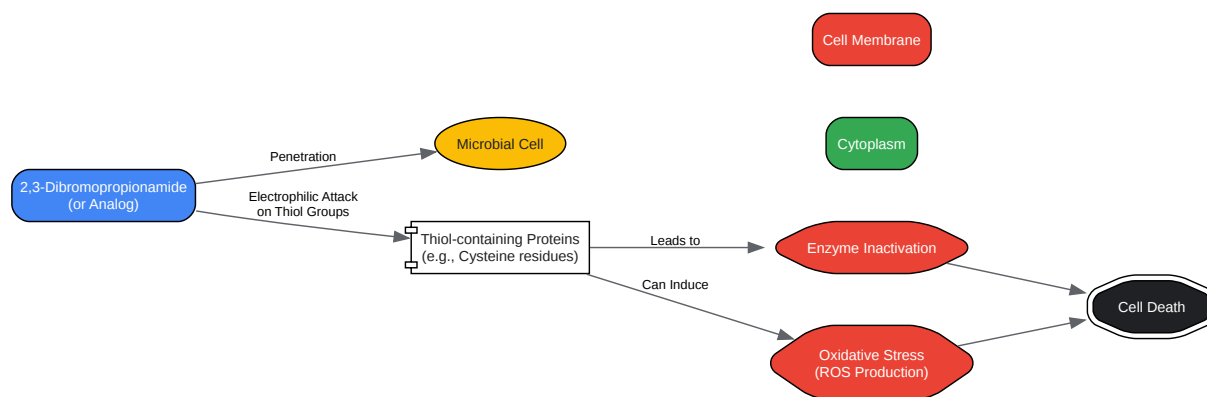 Cell Membrane
Microbial Cell
Cytoplasm
Penetration
2,3-Dibromopropionamide
(or Analog)
Electrophilic Attack
on Thiol Groups
Thiol-containing Proteins
(e.g., Cysteine residues)
Leads to
Enzyme Inactivation
Can Induce
Cell Death
Oxidative Stress
(ROS Production)